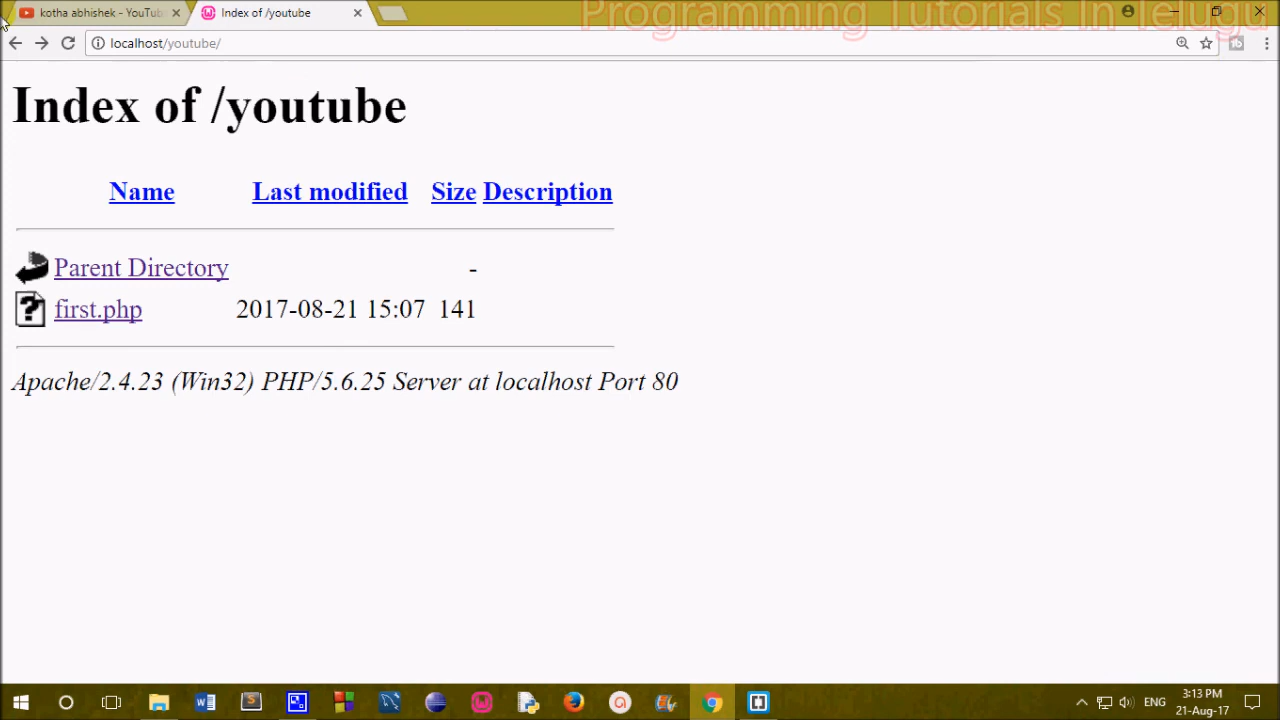 kotha abhishek - YouTub
Index of /youtube
Programming Tutorials In Telugu
localhost/youtube/
Index of /youtube
Name Last modified Size Description
Parent Directory -
first.php 2017-08-21 15:07 141
Apache/2.4.23 (Win32) PHP/5.6.25 Server at localhost Port 80
ENG
3:13 PM
21-Aug-17